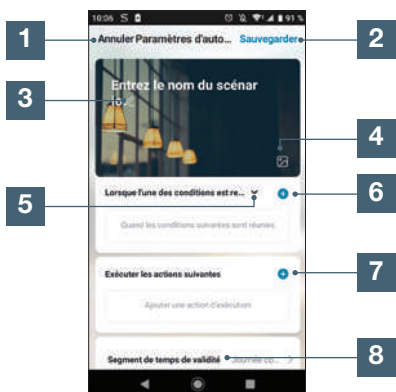 10:06 S 91 %
1
Annuler Paramètres d'auto... Sauvegarder
2
3
Entrez le nom du scénar
io
4
5
Lorsque l'une des conditions est re...
6
Quand les conditions suivantes sont réunies
Exécuter les actions suivantes
7
Ajouter une action d'exécution
Segment de temps de validité Journée co...
8